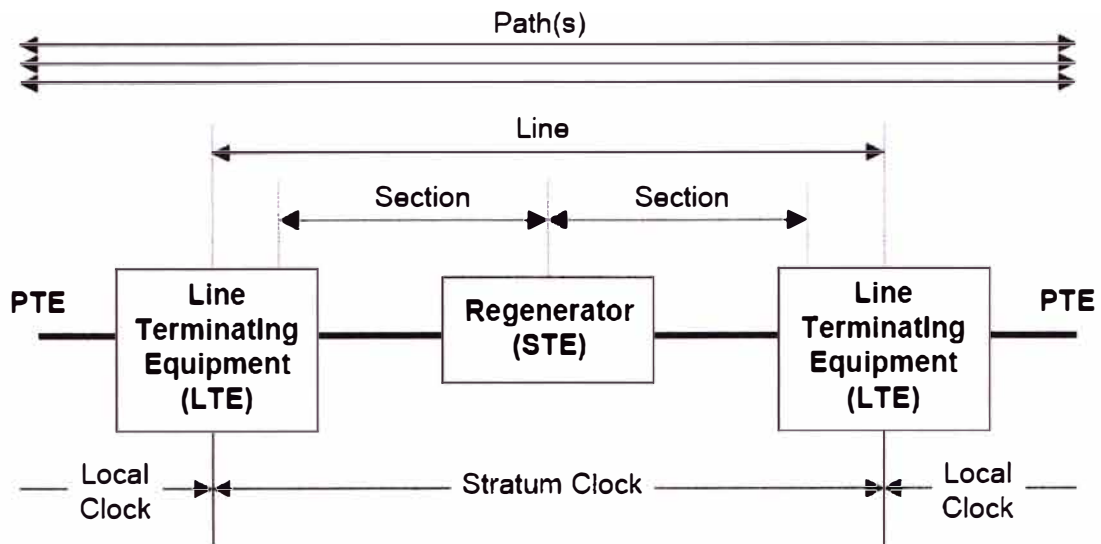 Path(s)
Line
Section
Section
PTE
Line
Terminating
Equipment
(LTE)
Regenerator
(STE)
Line
Terminating
Equipment
(LTE)
PTE
Local
Clock
Stratum Clock
Local
Clock